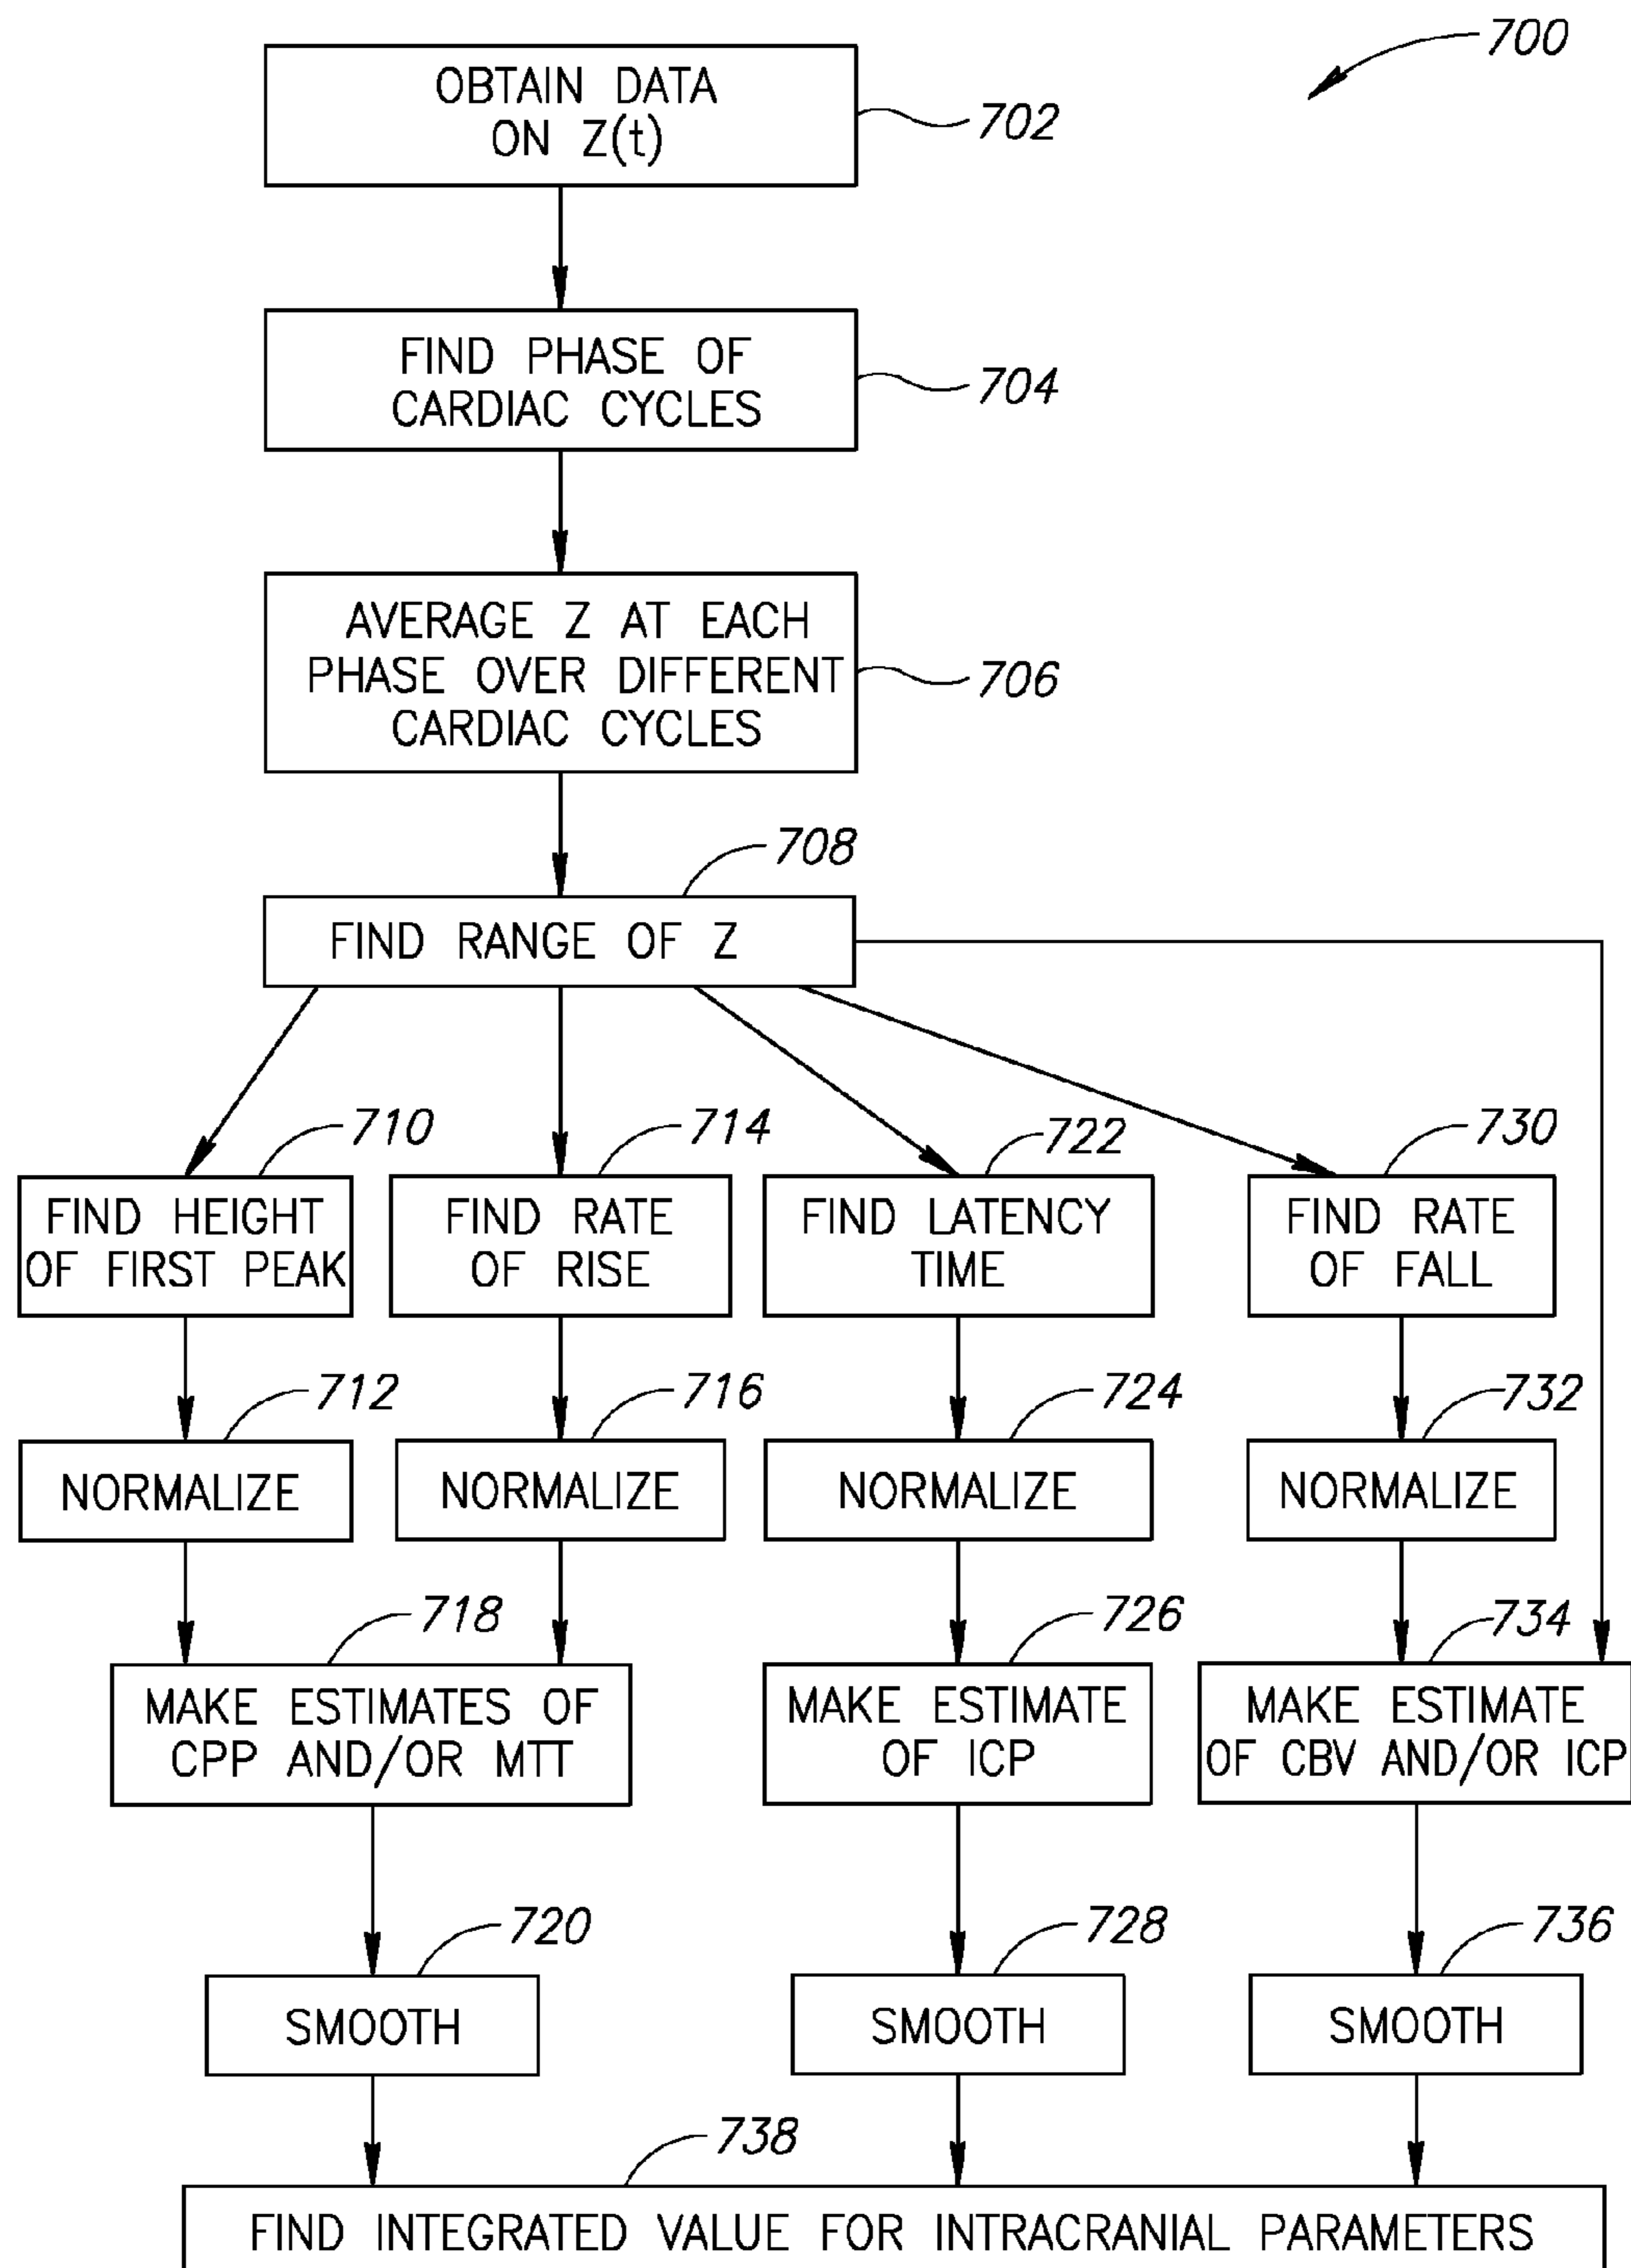 700
OBTAIN DATA
ON Z(t)
702
FIND PHASE OF
CARDIAC CYCLES
704
AVERAGE Z AT EACH
PHASE OVER DIFFERENT
CARDIAC CYCLES
706
708
FIND RANGE OF Z
710
FIND HEIGHT
OF FIRST PEAK
714
FIND RATE
OF RISE
722
FIND LATENCY
TIME
730
FIND RATE
OF FALL
712
NORMALIZE
716
NORMALIZE
724
NORMALIZE
732
NORMALIZE
718
MAKE ESTIMATES OF
CPP AND/OR MTT
726
MAKE ESTIMATE
OF ICP
734
MAKE ESTIMATE
OF CBV AND/OR ICP
720
SMOOTH
728
SMOOTH
736
SMOOTH
738
FIND INTEGRATED VALUE FOR INTRACRANIAL PARAMETERS